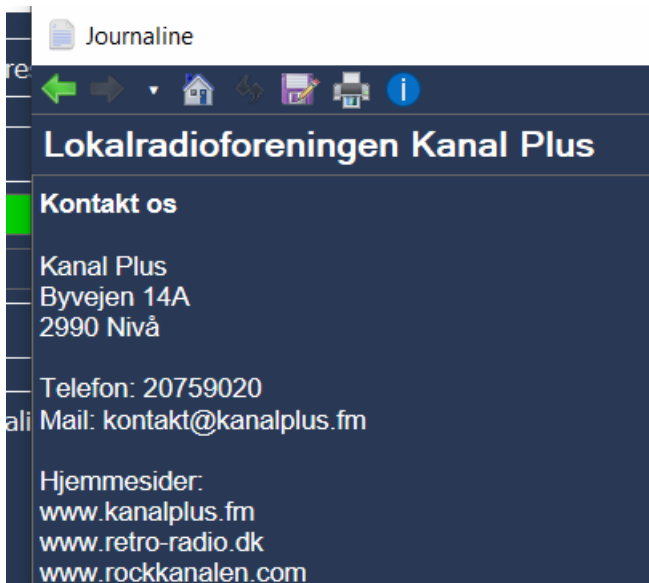 Journaline
Lokalradioforeningen Kanal Plus
Kontakt os
Kanal Plus
Byvejen 14A
2990 Nivå
Telefon: 20759020
Mail: kontakt@kanalplus.fm
Hjemmesider:
www.kanalplus.fm
www.retro-radio.dk
www.rockkanalen.com